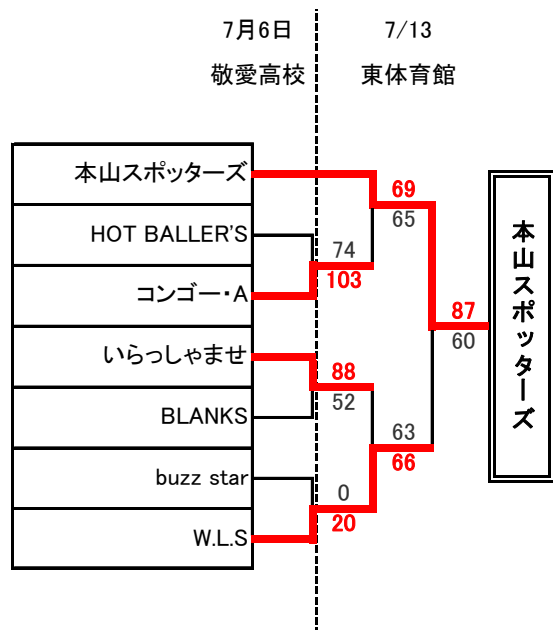 7月6日 7/13
敬愛高校 東体育館
本山スポッターズ
HOT BALLER'S
コンゴー・A
いらっしゃませ
BLANKS
buzz star
W.L.S
74
103
88
52
0
20
69
65
63
66
87
60
本山スポッターズ